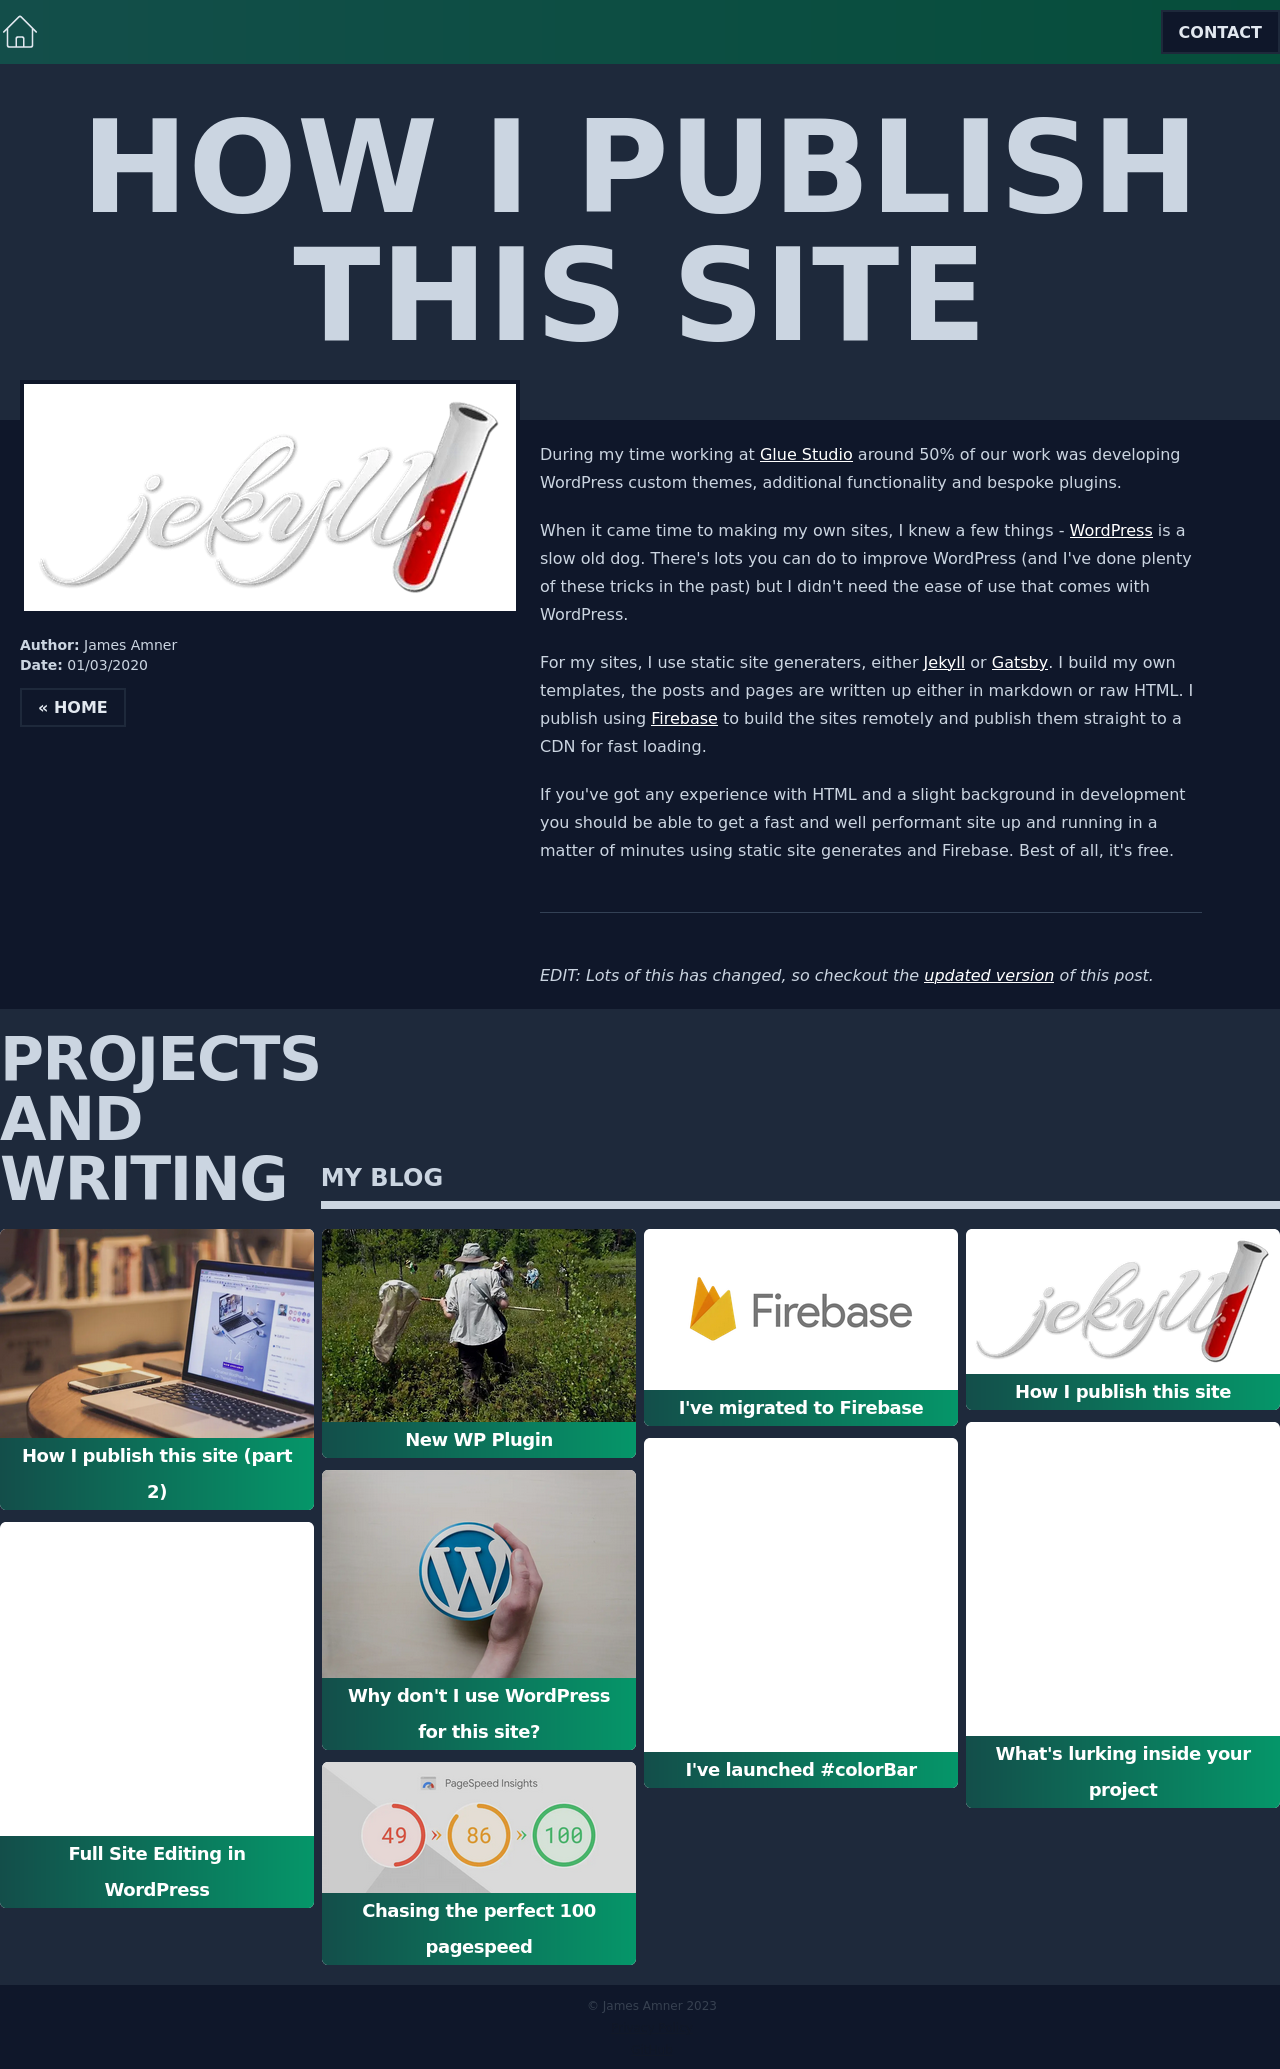 CONTACT
HOW I PUBLISH
THIS SITE
jekyll
During my time working at Glue Studio around 50% of our work was developing
WordPress custom themes, additional functionality and bespoke plugins.
When it came time to making my own sites, I knew a few things - WordPress is a
slow old dog. There's lots you can do to improve WordPress (and I've done plenty
of these tricks in the past) but I didn't need the ease of use that comes with
WordPress.
For my sites, I use static site generaters, either Jekyll or Gatsby. I build my own
templates, the posts and pages are written up either in markdown or raw HTML. I
publish using Firebase to build the sites remotely and publish them straight to a
CDN for fast loading.
If you've got any experience with HTML and a slight background in development
you should be able to get a fast and well performant site up and running in a
matter of minutes using static site generates and Firebase. Best of all, it's free.
EDIT: Lots of this has changed, so checkout the updated version of this post.
Author: James Amner
Date: 01/03/2020
« HOME
PROJECTS
AND
WRITING
MY BLOG
How I publish this site (part
2)
Full Site Editing in
WordPress
New WP Plugin
W
Why don't I use WordPress
for this site?
PageSpeed Insights
49 » 86 » 100
Chasing the perfect 100
pagespeed
Firebase
I've migrated to Firebase
I've launched #colorBar
jekyll
How I publish this site
What's lurking inside your
project
© James Amner 2023